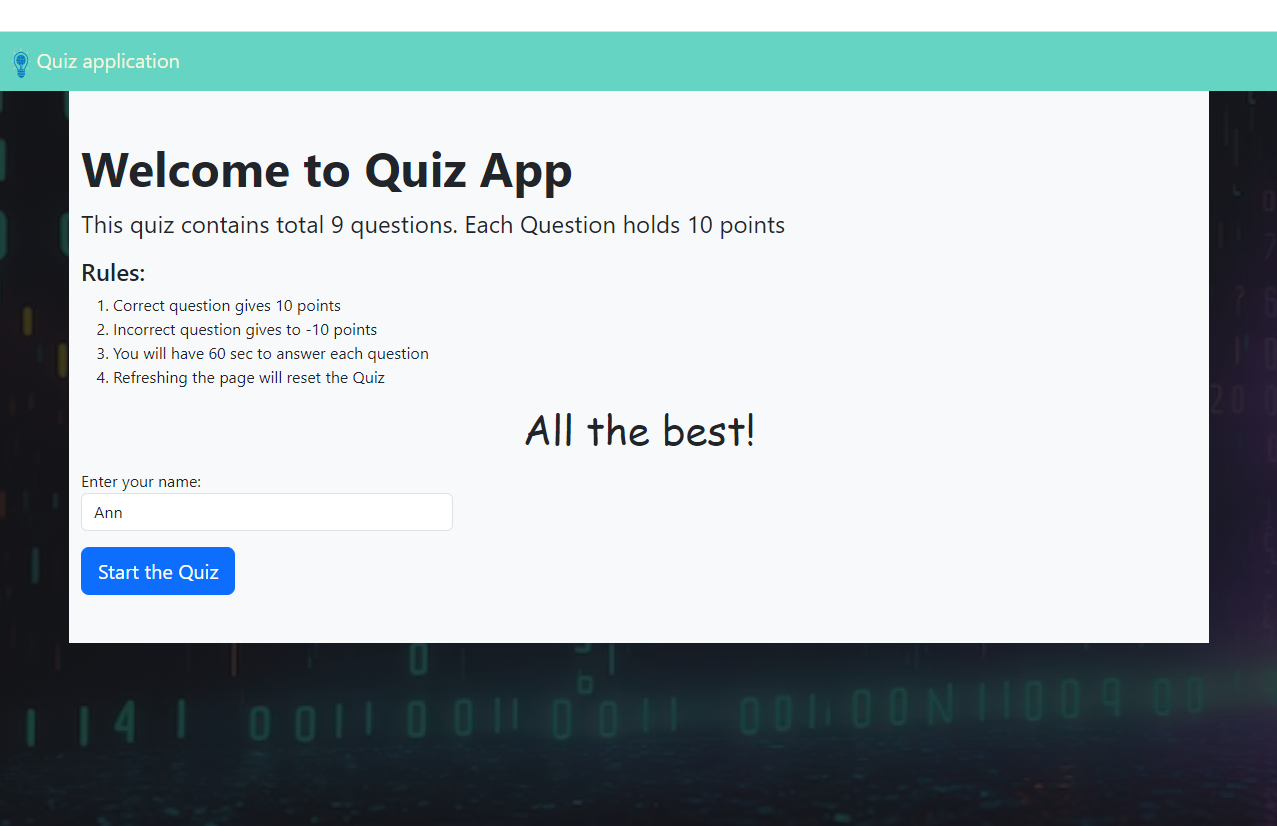 Quiz application
Welcome to Quiz App
This quiz contains total 9 questions. Each Question holds 10 points
Rules:
1. Correct question gives 10 points
2. Incorrect question gives to -10 points
3. You will have 60 sec to answer each question
4. Refreshing the page will reset the Quiz
All the best!
Enter your name:
Ann
Start the Quiz